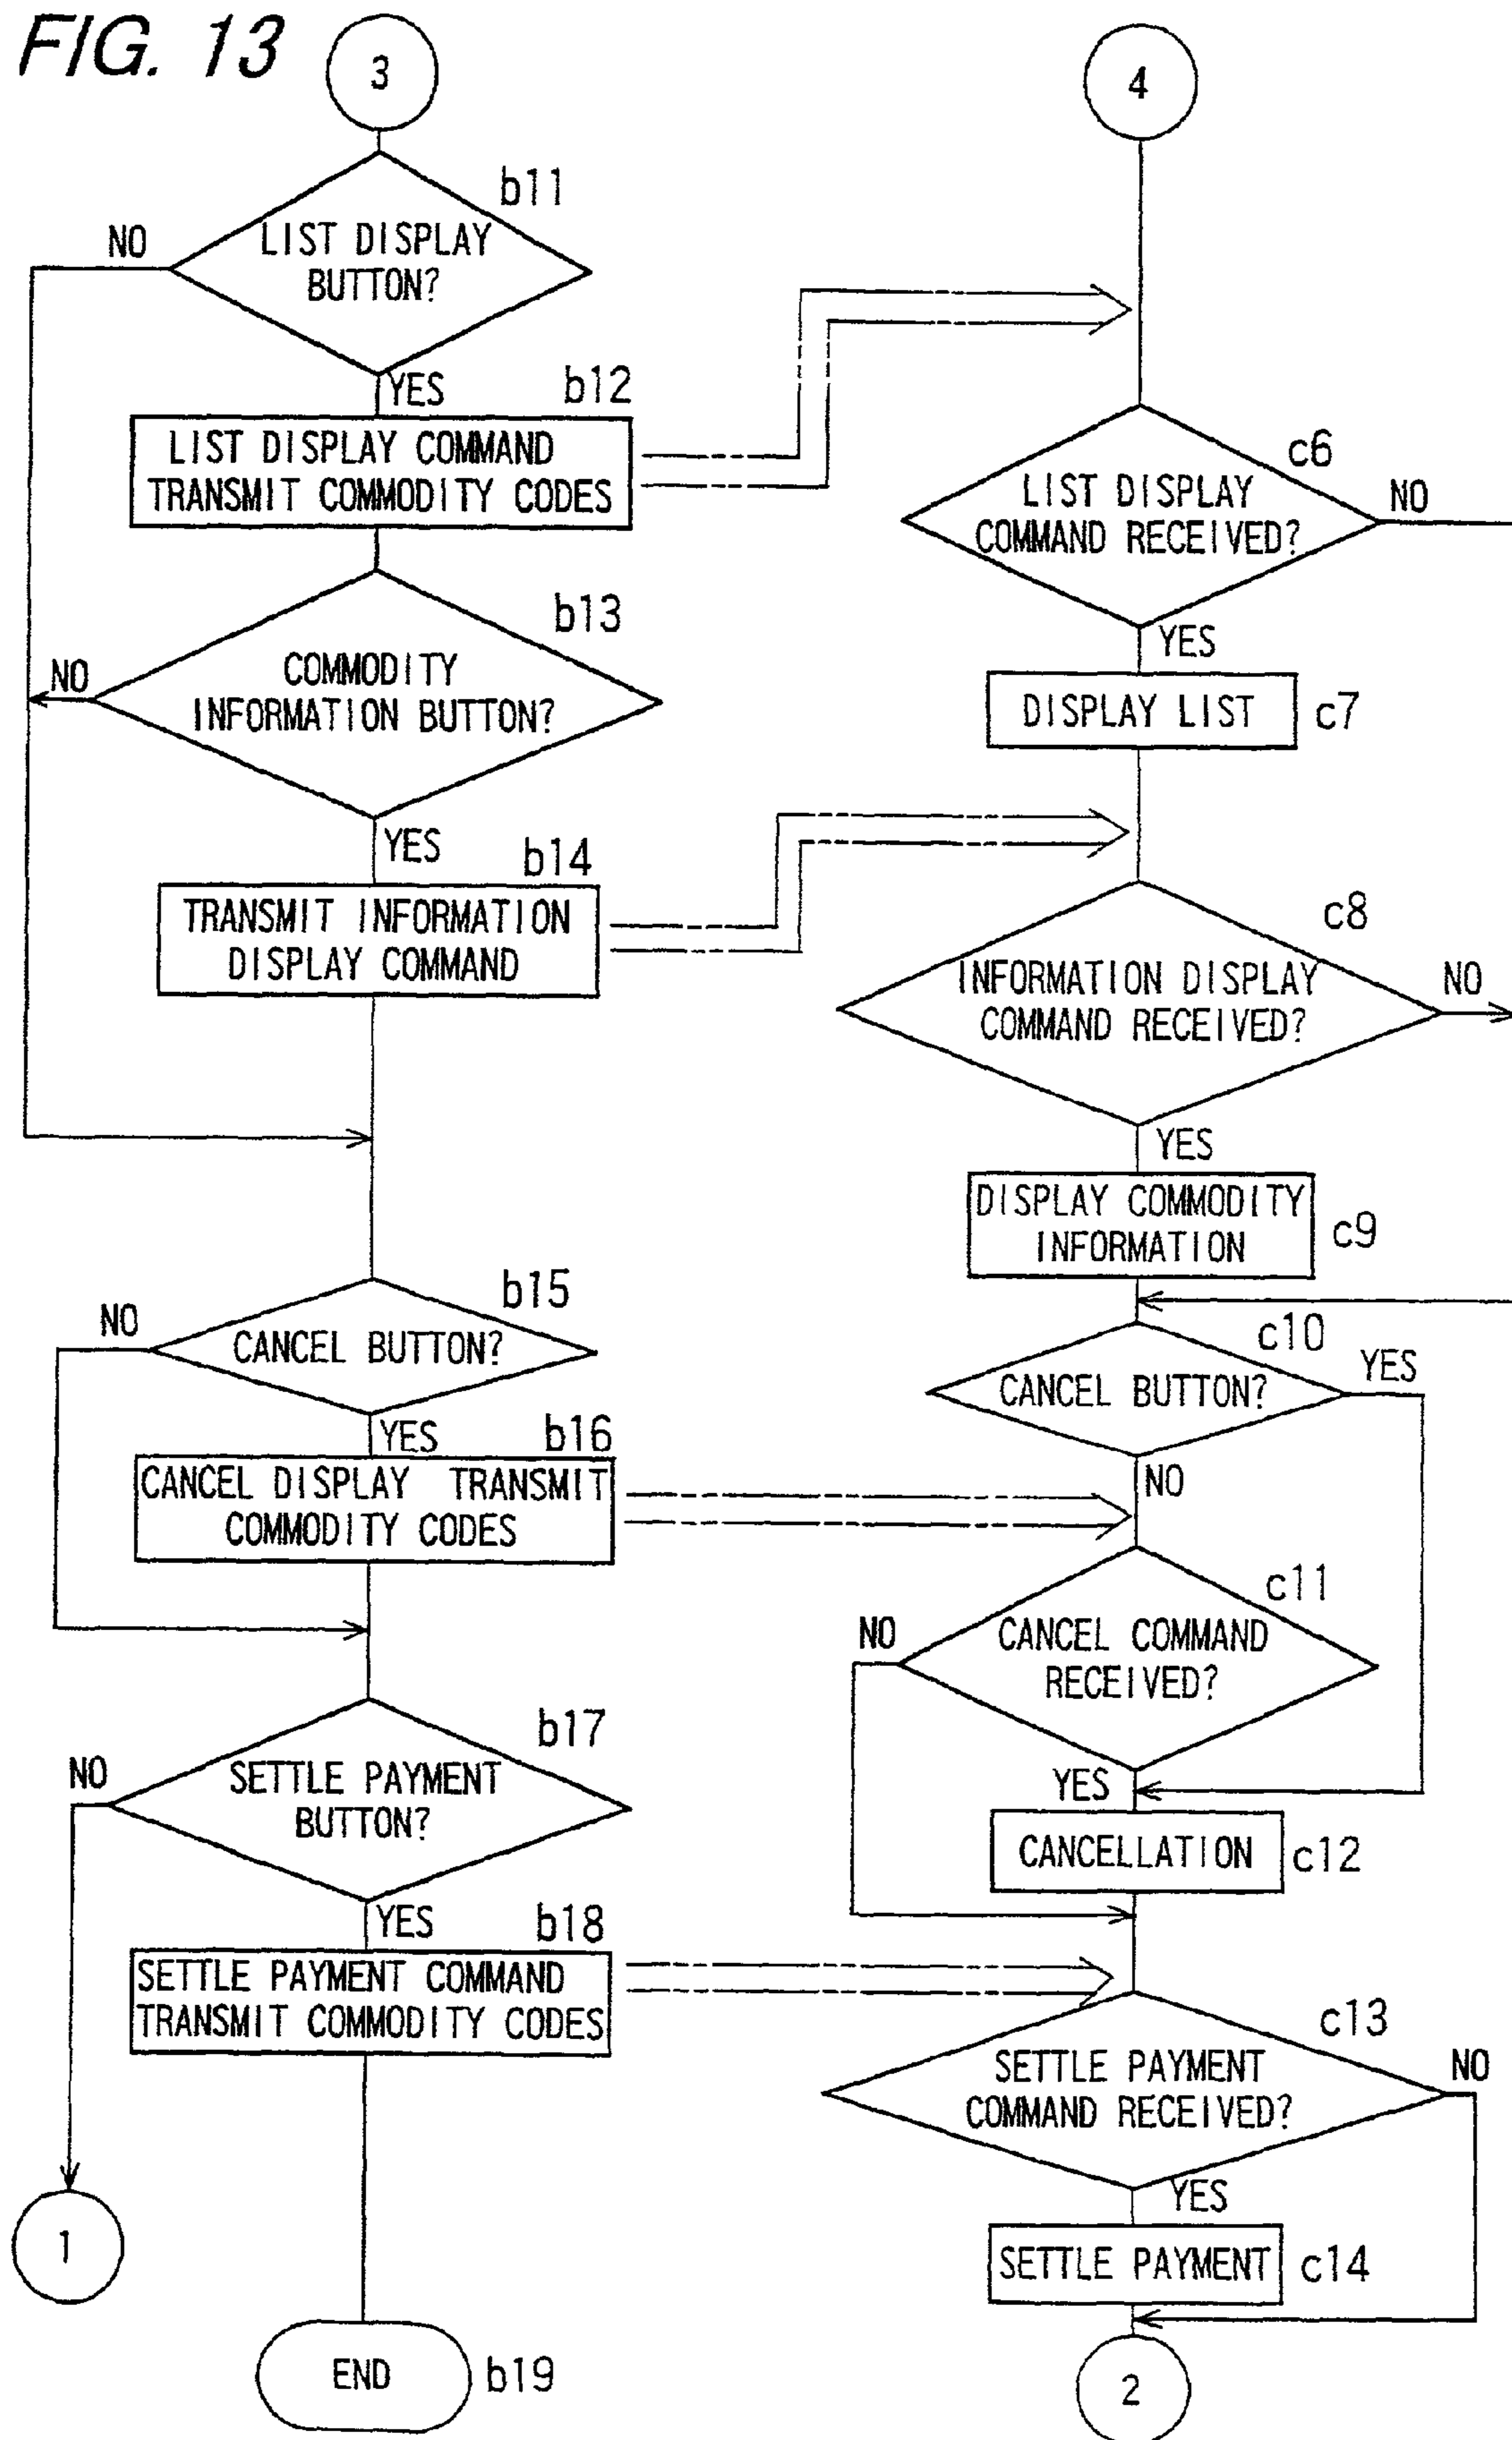 FIG. 13
3
b11
NO
LIST DISPLAY
BUTTON?
YES
b12
LIST DISPLAY COMMAND
TRANSMIT COMMODITY CODES
b13
NO
COMMODITY
INFORMATION BUTTON?
YES
b14
TRANSMIT INFORMATION
DISPLAY COMMAND
b15
NO
CANCEL BUTTON?
YES
b16
CANCEL DISPLAY TRANSMIT
COMMODITY CODES
b17
NO
SETTLE PAYMENT
BUTTON?
YES
b18
SETTLE PAYMENT COMMAND
TRANSMIT COMMODITY CODES
1
END
b19
4
c6
LIST DISPLAY
COMMAND RECEIVED?
NO
YES
DISPLAY LIST
c7
c8
INFORMATION DISPLAY
COMMAND RECEIVED?
NO
YES
DISPLAY COMMODITY
INFORMATION
c9
c10
CANCEL BUTTON?
YES
NO
c11
NO
CANCEL COMMAND
RECEIVED?
YES
CANCELLATION
c12
c13
SETTLE PAYMENT
COMMAND RECEIVED?
NO
YES
SETTLE PAYMENT
c14
2